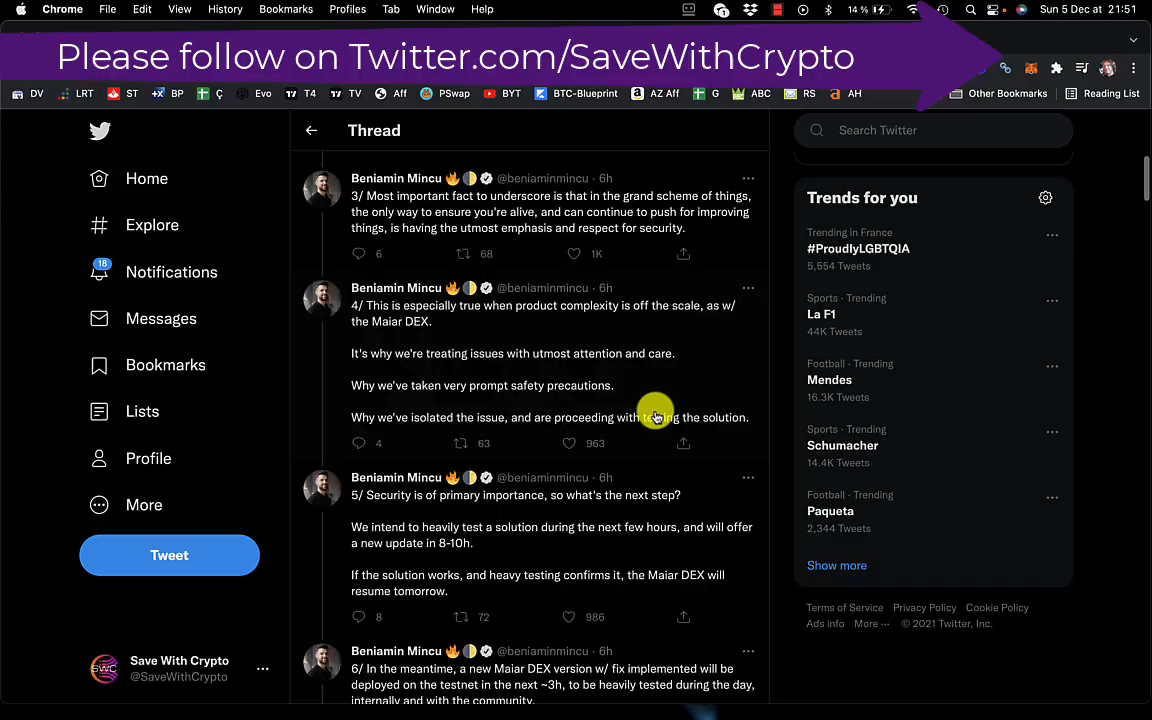 Chrome File Edit View History Bookmarks Profiles Tab Window Help 14 % Sun 5 Dec at 21:51
Please follow on Twitter.com/SaveWithCrypto
DV LRT ST BP Ç Evo T4 TV Aff PSwap BYT BTC-Blueprint AZ Aff G ABC RS AH Other Bookmarks Reading List
Thread
Search Twitter
Home
Explore
18
Notifications
Messages
Bookmarks
Lists
Profile
More
Tweet
Save With Crypto
@SaveWithCrypto
Beniamin Mincu @beniaminmincu · 6h
3/ Most important fact to underscore is that in the grand scheme of things,
the only way to ensure you're alive, and can continue to push for improving
things, is having the utmost emphasis and respect for security.
6 68 1K
Beniamin Mincu @beniaminmincu · 6h
4/ This is especially true when product complexity is off the scale, as w/
the Maiar DEX.
It's why we're treating issues with utmost attention and care.
Why we've taken very prompt safety precautions.
Why we've isolated the issue, and are proceeding with testing the solution.
4 63 963
Beniamin Mincu @beniaminmincu · 6h
5/ Security is of primary importance, so what's the next step?
We intend to heavily test a solution during the next few hours, and will offer
a new update in 8-10h.
If the solution works, and heavy testing confirms it, the Maiar DEX will
resume tomorrow.
8 72 986
Beniamin Mincu @beniaminmincu · 6h
6/ In the meantime, a new Maiar DEX version w/ fix implemented will be
deployed on the testnet in the next ~3h, to be heavily tested during the day,
internally and with the community.
Trends for you
Trending in France
#ProudlyLGBTQIA
5,554 Tweets
Sports · Trending
La F1
44K Tweets
Football · Trending
Mendes
16.3K Tweets
Sports · Trending
Schumacher
14.4K Tweets
Football · Trending
Paqueta
2,344 Tweets
Show more
Terms of Service Privacy Policy Cookie Policy
Ads info More ··· © 2021 Twitter, Inc.